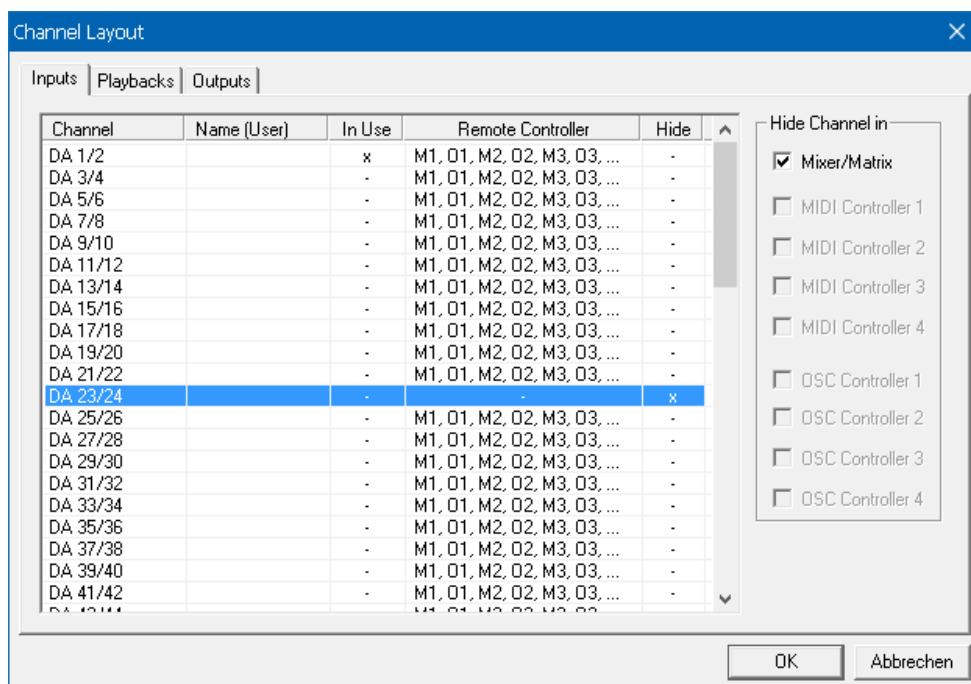 Channel Layout
Inputs Playbacks Outputs
Channel Name (User) In Use Remote Controller Hide
DA 1/2 x M1, O1, M2, O2, M3, O3, ... -
DA 3/4 - M1, O1, M2, O2, M3, O3, ... -
DA 5/6 - M1, O1, M2, O2, M3, O3, ... -
DA 7/8 - M1, O1, M2, O2, M3, O3, ... -
DA 9/10 - M1, O1, M2, O2, M3, O3, ... -
DA 11/12 - M1, O1, M2, O2, M3, O3, ... -
DA 13/14 - M1, O1, M2, O2, M3, O3, ... -
DA 15/16 - M1, O1, M2, O2, M3, O3, ... -
DA 17/18 - M1, O1, M2, O2, M3, O3, ... -
DA 19/20 - M1, O1, M2, O2, M3, O3, ... -
DA 21/22 - M1, O1, M2, O2, M3, O3, ... -
DA 23/24 - - x
DA 25/26 - M1, O1, M2, O2, M3, O3, ... -
DA 27/28 - M1, O1, M2, O2, M3, O3, ... -
DA 29/30 - M1, O1, M2, O2, M3, O3, ... -
DA 31/32 - M1, O1, M2, O2, M3, O3, ... -
DA 33/34 - M1, O1, M2, O2, M3, O3, ... -
DA 35/36 - M1, O1, M2, O2, M3, O3, ... -
DA 37/38 - M1, O1, M2, O2, M3, O3, ... -
DA 39/40 - M1, O1, M2, O2, M3, O3, ... -
DA 41/42 - M1, O1, M2, O2, M3, O3, ... -
Hide Channel in
Mixer/Matrix
MIDI Controller 1
MIDI Controller 2
MIDI Controller 3
MIDI Controller 4
OSC Controller 1
OSC Controller 2
OSC Controller 3
OSC Controller 4
OK Abbrechen